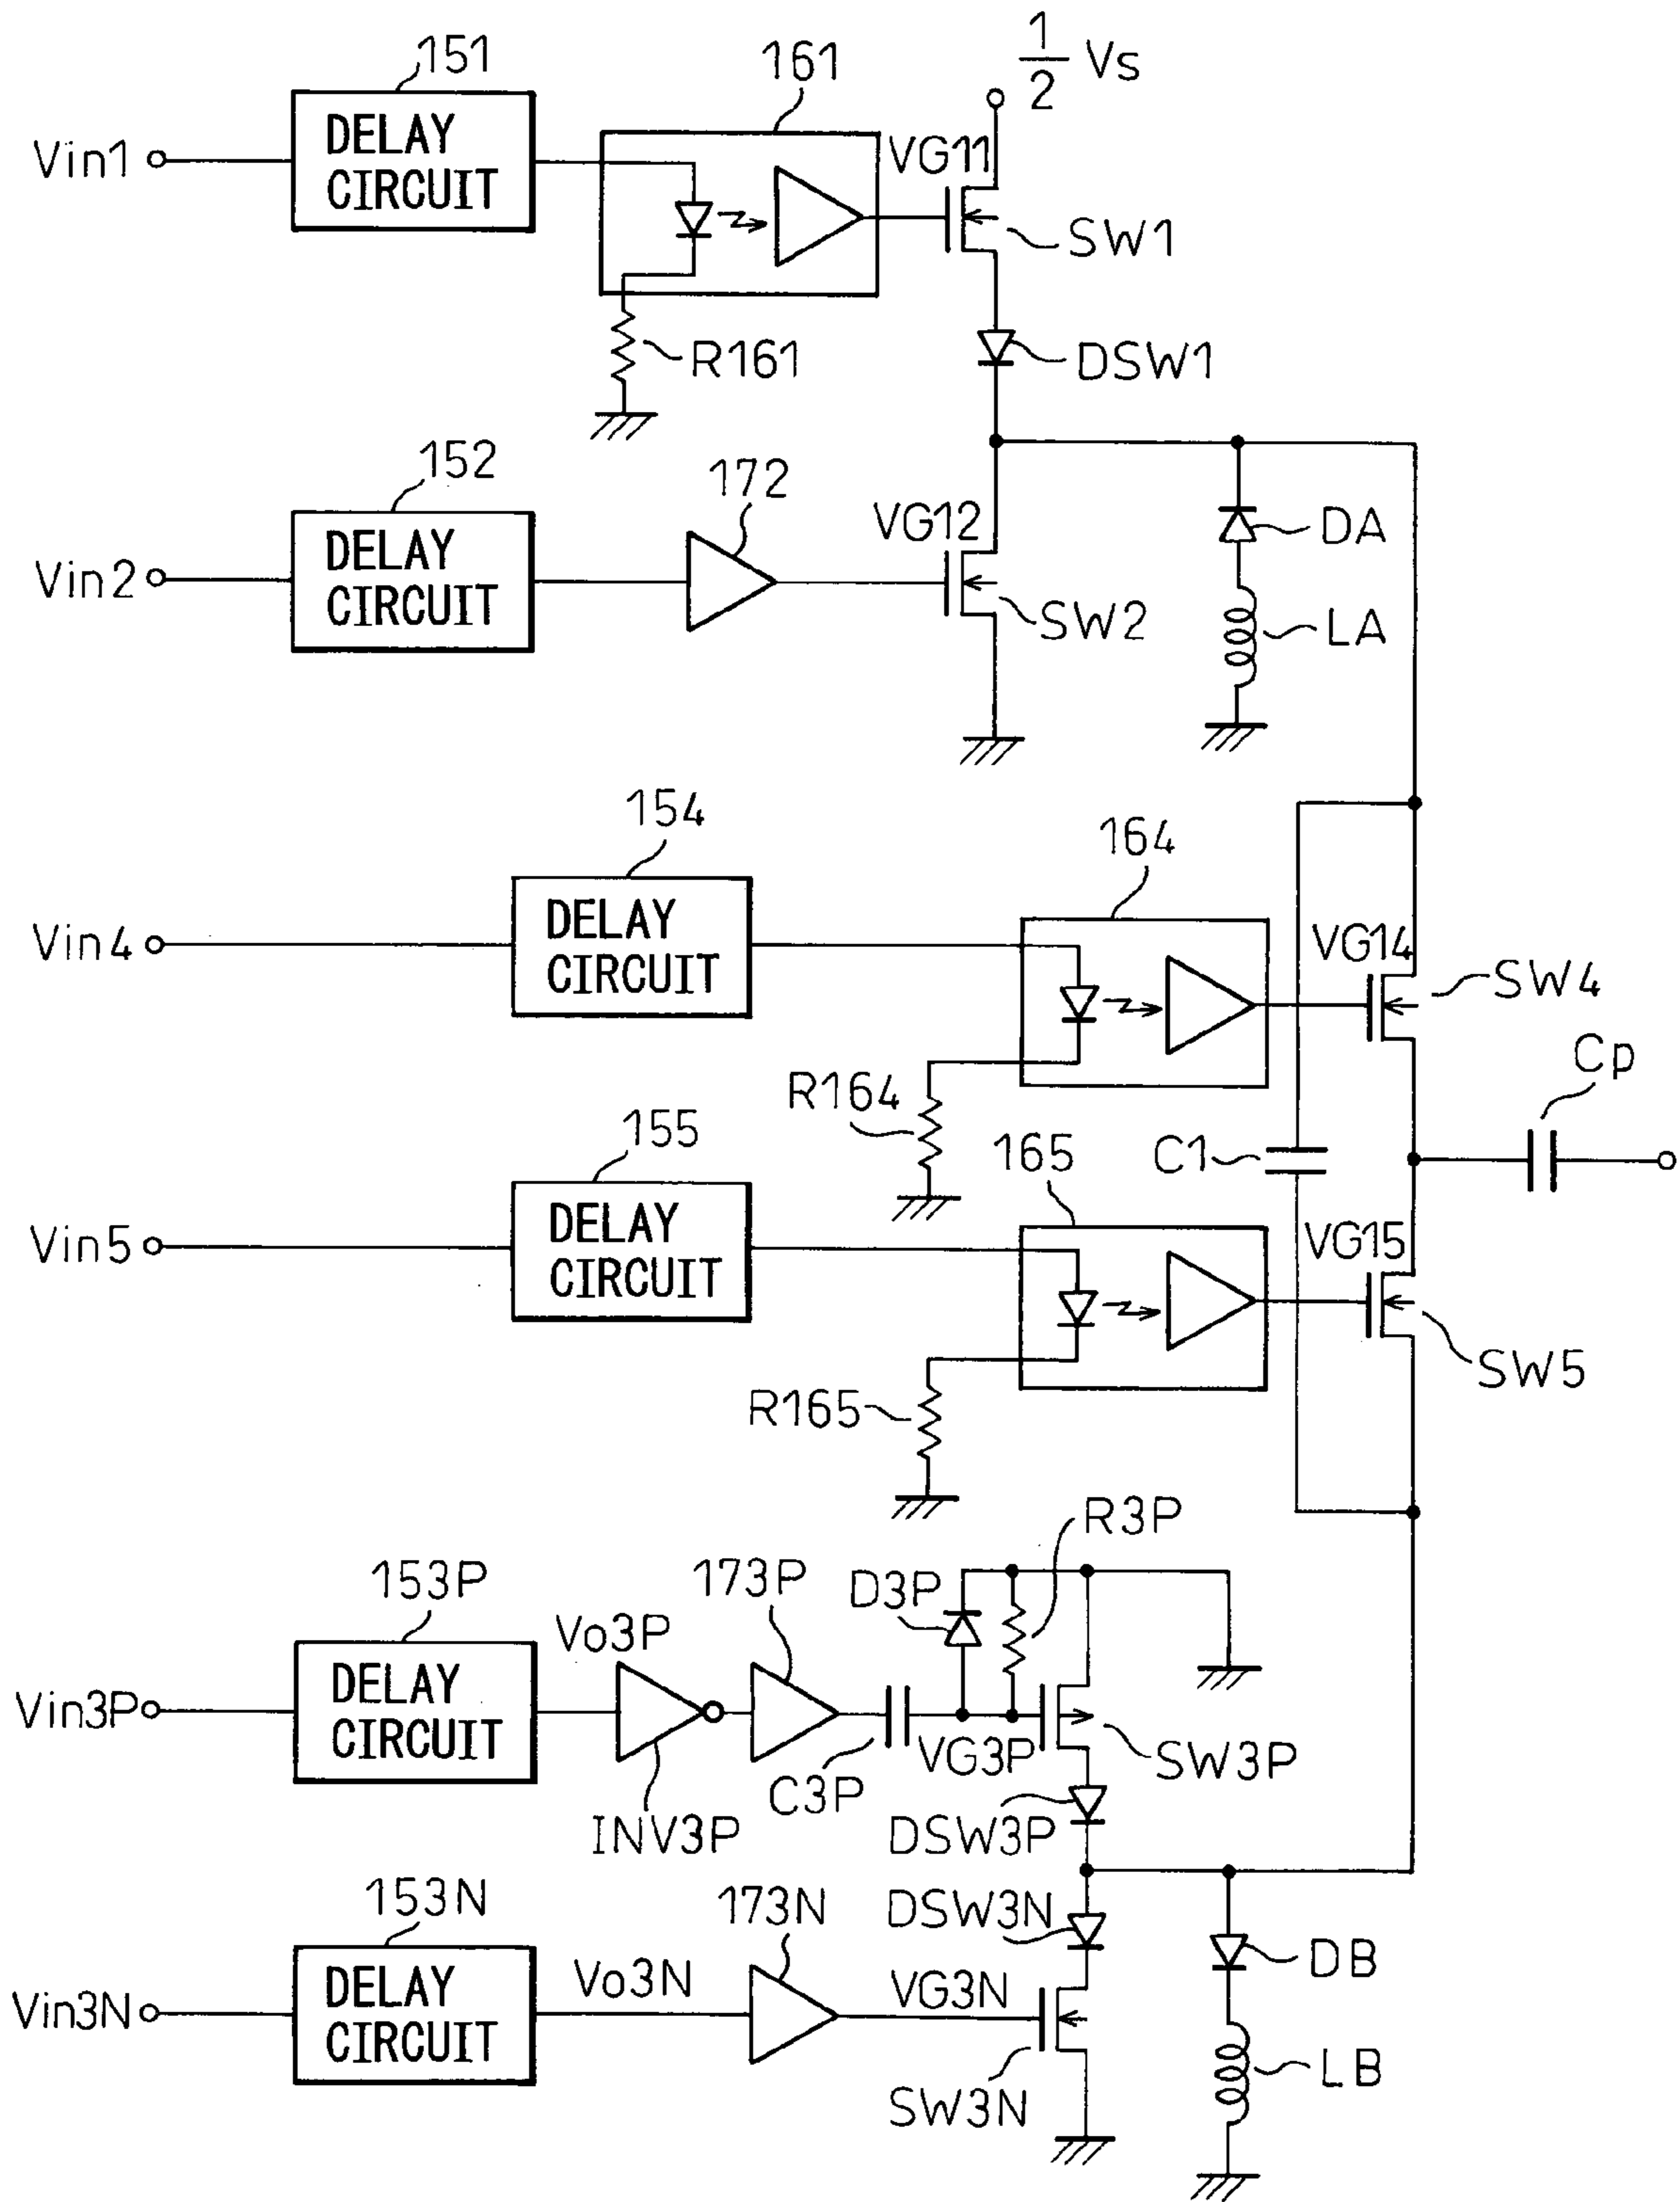 151
161
1/2 Vs
Vin1
DELAY
CIRCUIT
VG11
SW1
R161
DSW1
152
172
VG12
DA
Vin2
DELAY
CIRCUIT
SW2
LA
154
164
Vin4
DELAY
CIRCUIT
VG14
SW4
R164
Cp
155
165
C1
Vin5
DELAY
CIRCUIT
VG15
SW5
R165
R3P
153P
173P
D3P
Vo3P
Vin3P
DELAY
CIRCUIT
VG3P
SW3P
C3P
INV3P
DSW3P
153N
173N
DSW3N
DB
Vo3N
VG3N
Vin3N
DELAY
CIRCUIT
LB
SW3N